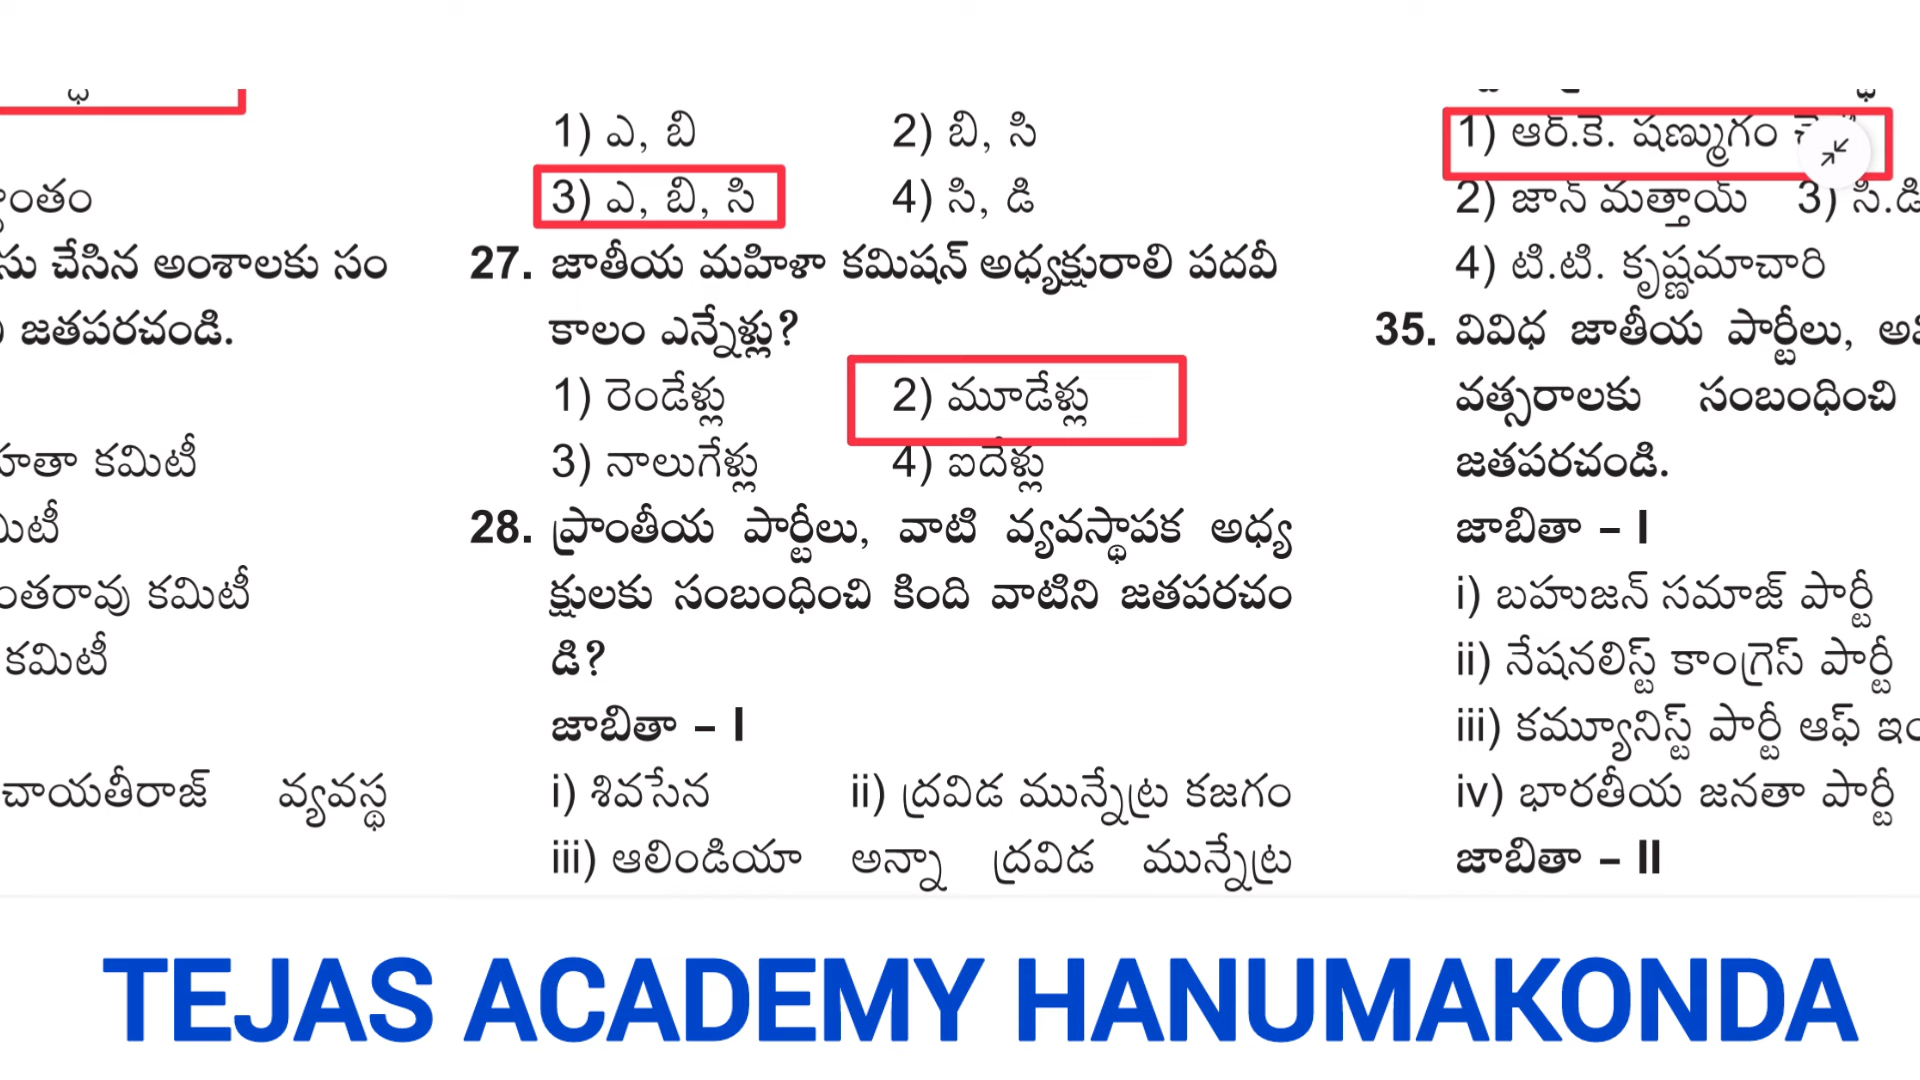 ాంతం
సు చేసిన అంశాలకు సం
జతపరచండి.
హతా కమిటీ
మిటీ
ంతరావు కమిటీ
కమిటీ
చాయతీరాజ్ వ్యవస్థ
1) ఎ, బి 2) బి, సి
3) ఎ, బి, సి 4) సి, డి
27. జాతీయ మహిళా కమిషన్ అధ్యక్షురాలి పదవీ
కాలం ఎన్నేళ్లు?
1) రెండేళ్లు 2) మూడేళ్లు
3) నాలుగేళ్లు 4) ఐదేళ్లు
28. ప్రాంతీయ పార్టీలు, వాటి వ్యవస్థాపక అధ్య
క్షులకు సంబంధించి కింది వాటిని జతపరచం
డి?
జాబితా – I
i) శివసేన ii) ద్రవిడ మున్నేట్ర కజగం
iii) ఆలిండియా అన్నా ద్రవిడ మున్నేట్ర
1) ఆర్.కే. షణ్ముగం
2) జాన్ మత్తాయ్ 3) సి.డి
4) టి.టి. కృష్ణమాచారి
35. వివిధ జాతీయ పార్టీలు,
వత్సరాలకు సంబంధించి
జతపరచండి.
జాబితా – I
i) బహుజన్ సమాజ్ పార్టీ
ii) నేషనలిస్ట్ కాంగ్రెస్ పార్టీ
iii) కమ్యూనిస్ట్ పార్టీ ఆఫ్ ఇం
iv) భారతీయ జనతా పార్టీ
జాబితా – II
TEJAS ACADEMY HANUMAKONDA